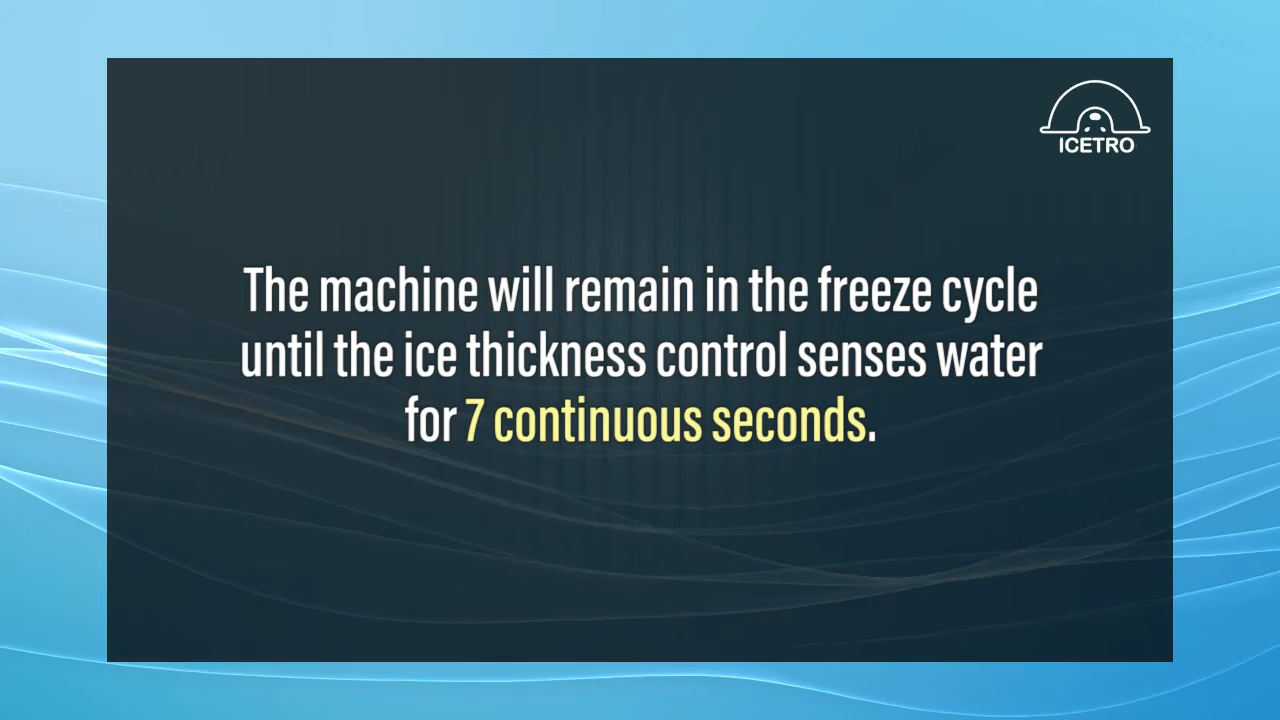 ICETRO
The machine will remain in the freeze cycle
until the ice thickness control senses water
for 7 continuous seconds.